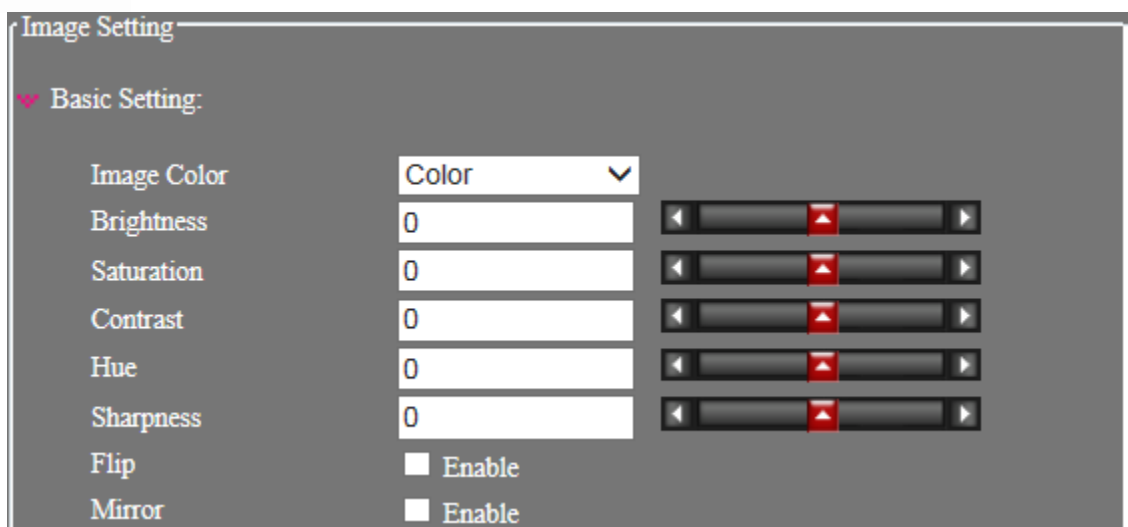 Image Setting
Basic Setting:
Image Color Color
Brightness 0
Saturation 0
Contrast 0
Hue 0
Sharpness 0
Flip Enable
Mirror Enable